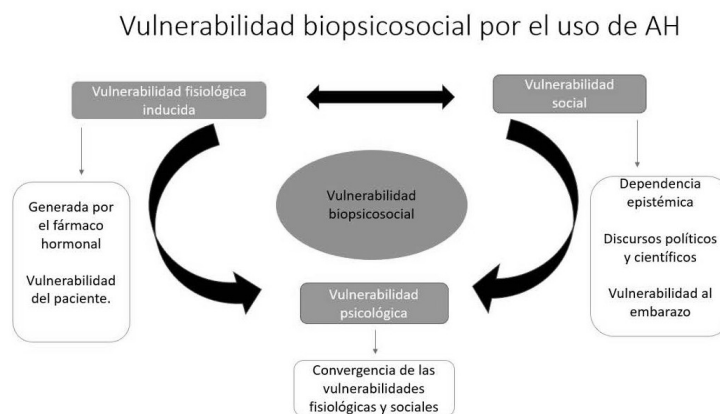 Vulnerabilidad biopsicosocial por el uso de AH
Vulnerabilidad fisiológica
inducida
Vulnerabilidad
social
Generada por
el fármaco
hormonal
Vulnerabilidad
del paciente.
Vulnerabilidad
biopsicosocial
Dependencia
epistémica
Discursos políticos
y científicos
Vulnerabilidad al
embarazo
Vulnerabilidad
psicológica
Convergencia de las
vulnerabilidades
fisiológicas y sociales